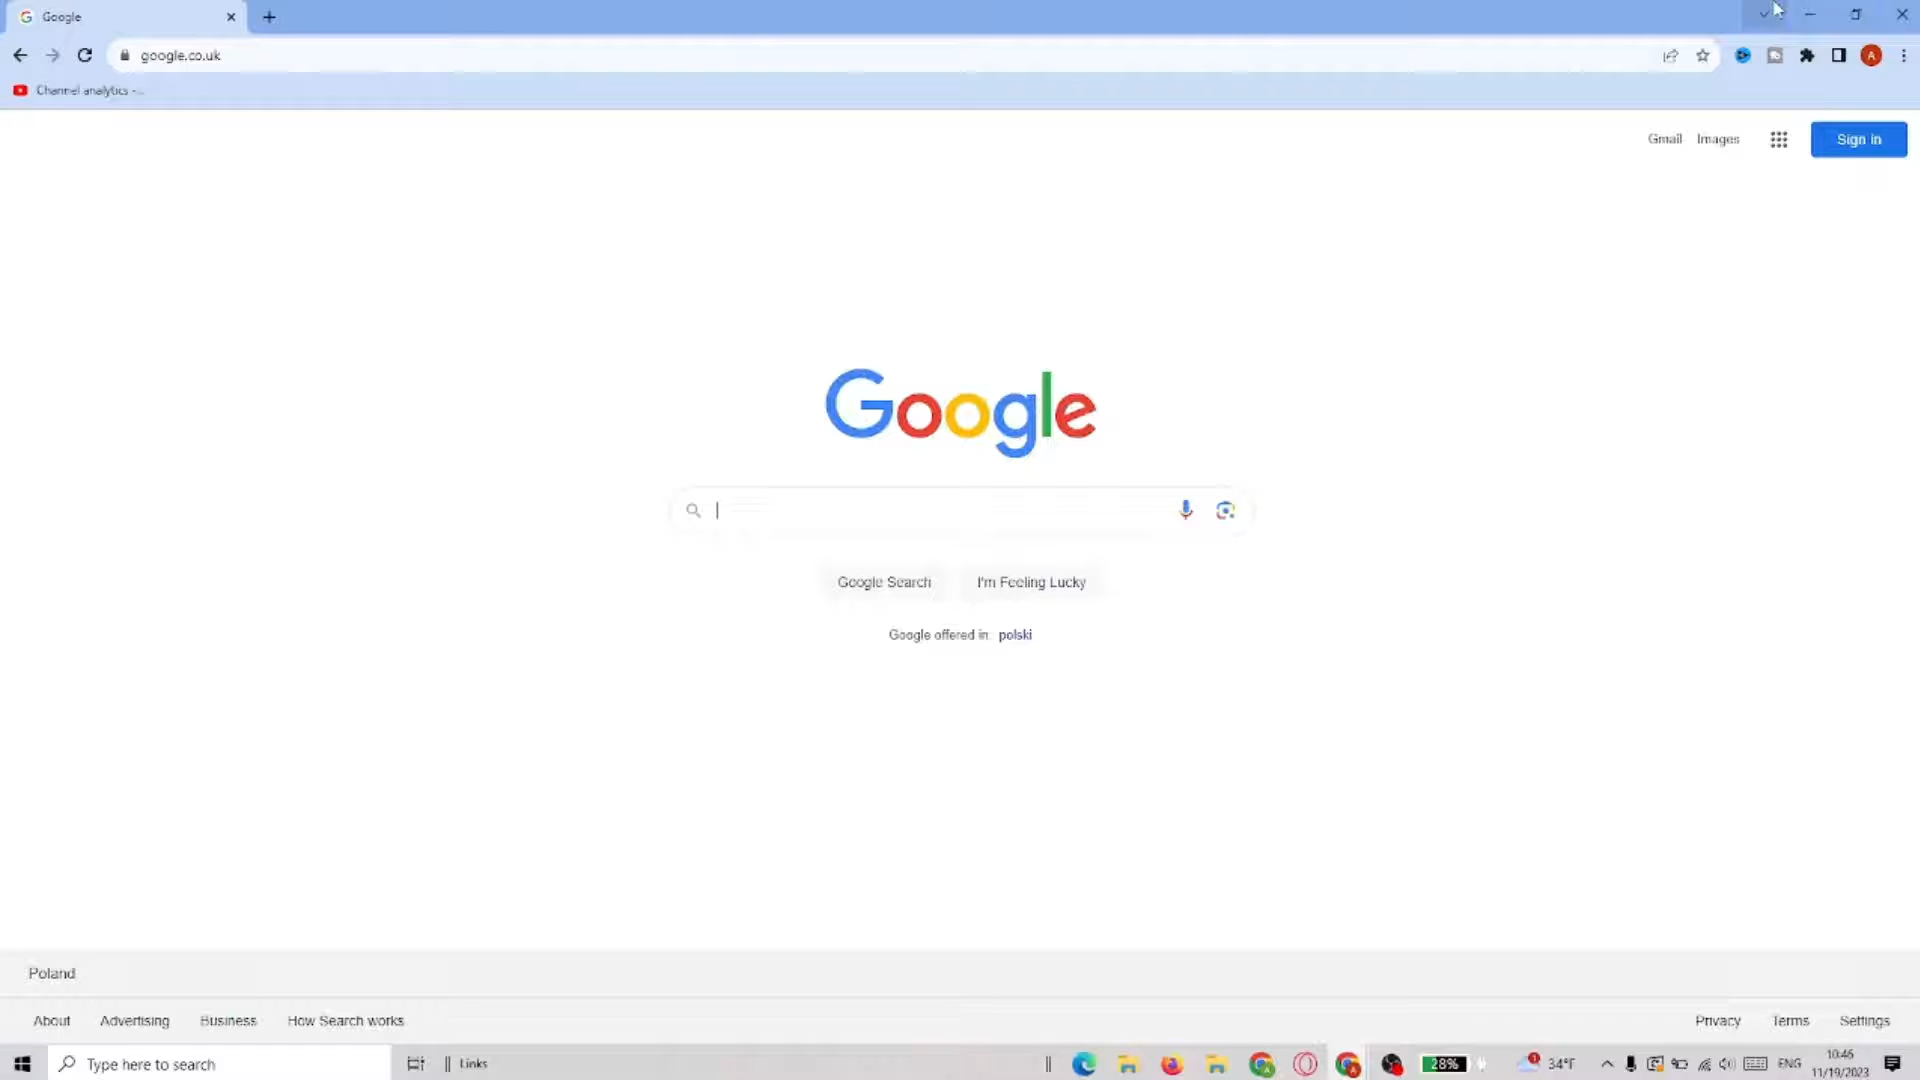 Google
google.co.uk
Channel analytics -...
Gmail Images Sign in
Google
Google Search I'm Feeling Lucky
Google offered in polski
Poland
About Advertising Business How Search works
Privacy Terms Settings
Type here to search Links 28% 1 34°F ENG
10:46
11/19/2023